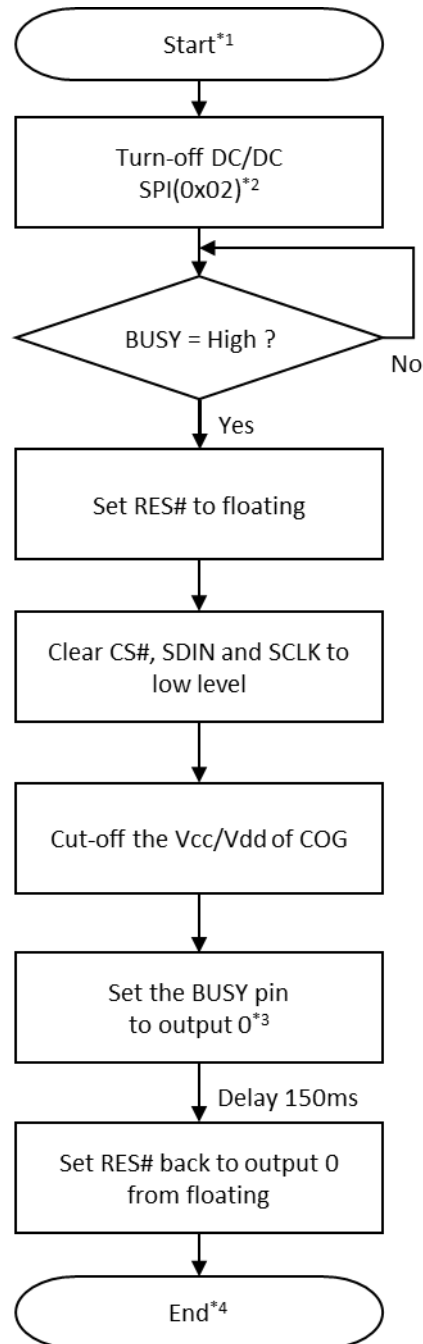 Start*1
Turn-off DC/DC
SPI(0x02)*2
BUSY = High ?
No
Yes
Set RES# to floating
Clear CS#, SDIN and SCLK to
low level
Cut-off the Vcc/Vdd of COG
Set the BUSY pin
to output 0*3
Delay 150ms
Set RES# back to output 0
from floating
End*4